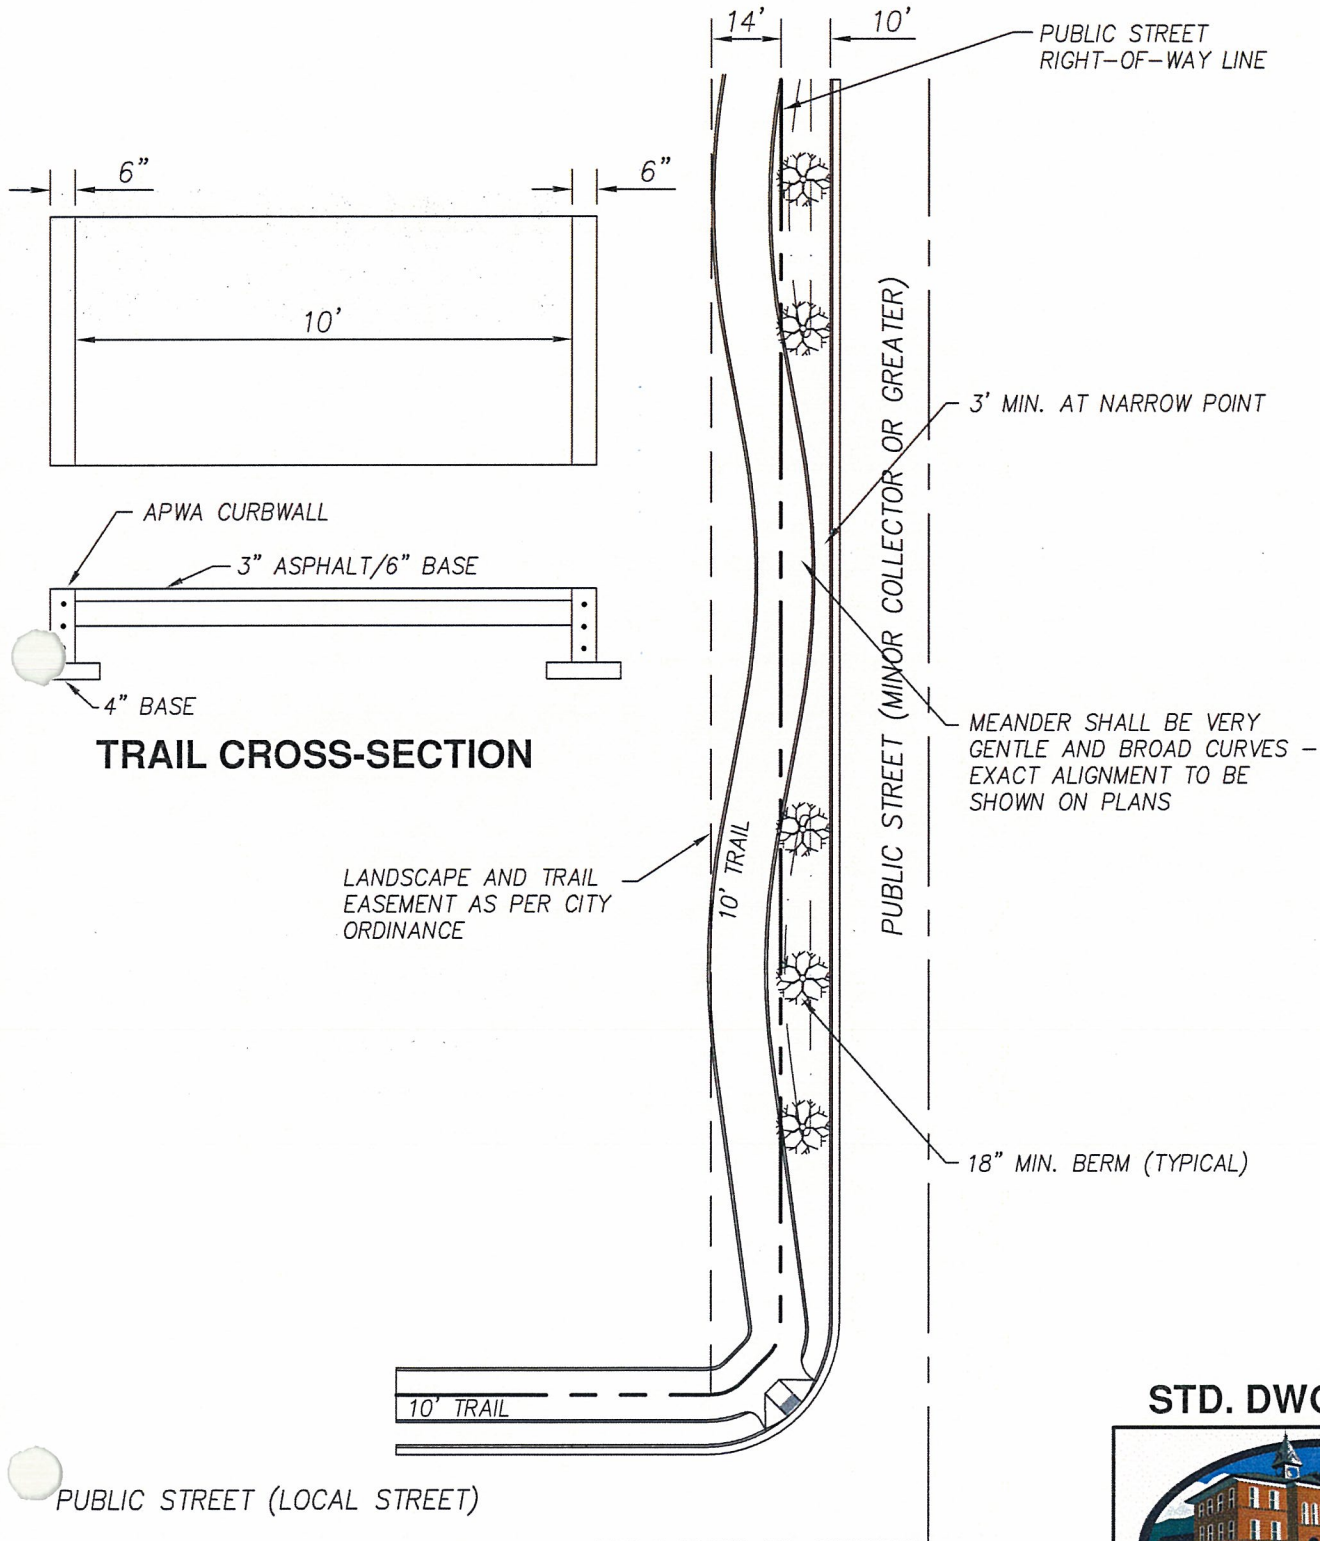 14'
10'
PUBLIC STREET
RIGHT-OF-WAY LINE
6"
6"
10'
3' MIN. AT NARROW POINT
PUBLIC STREET (MINOR COLLECTOR OR GREATER)
APWA CURBWALL
3" ASPHALT/6" BASE
4" BASE
TRAIL CROSS-SECTION
MEANDER SHALL BE VERY
GENTLE AND BROAD CURVES –
EXACT ALIGNMENT TO BE
SHOWN ON PLANS
10' TRAIL
LANDSCAPE AND TRAIL
EASEMENT AS PER CITY
ORDINANCE
18" MIN. BERM (TYPICAL)
10' TRAIL
PUBLIC STREET (LOCAL STREET)
STD.